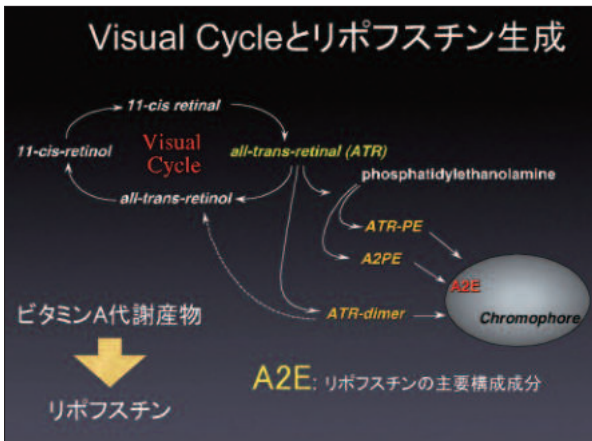 Visual Cycleとリポフスチン生成
11-cis retinal
11-cis-retinol
Visual
Cycle
all-trans-retinal (ATR)
phosphatidylethanolamine
all-trans-retinol
ATR-PE
A2PE
A2E
ATR-dimer
Chromophore
ビタミンA代謝産物
リポフスチン
A2E: リポフスチンの主要構成成分